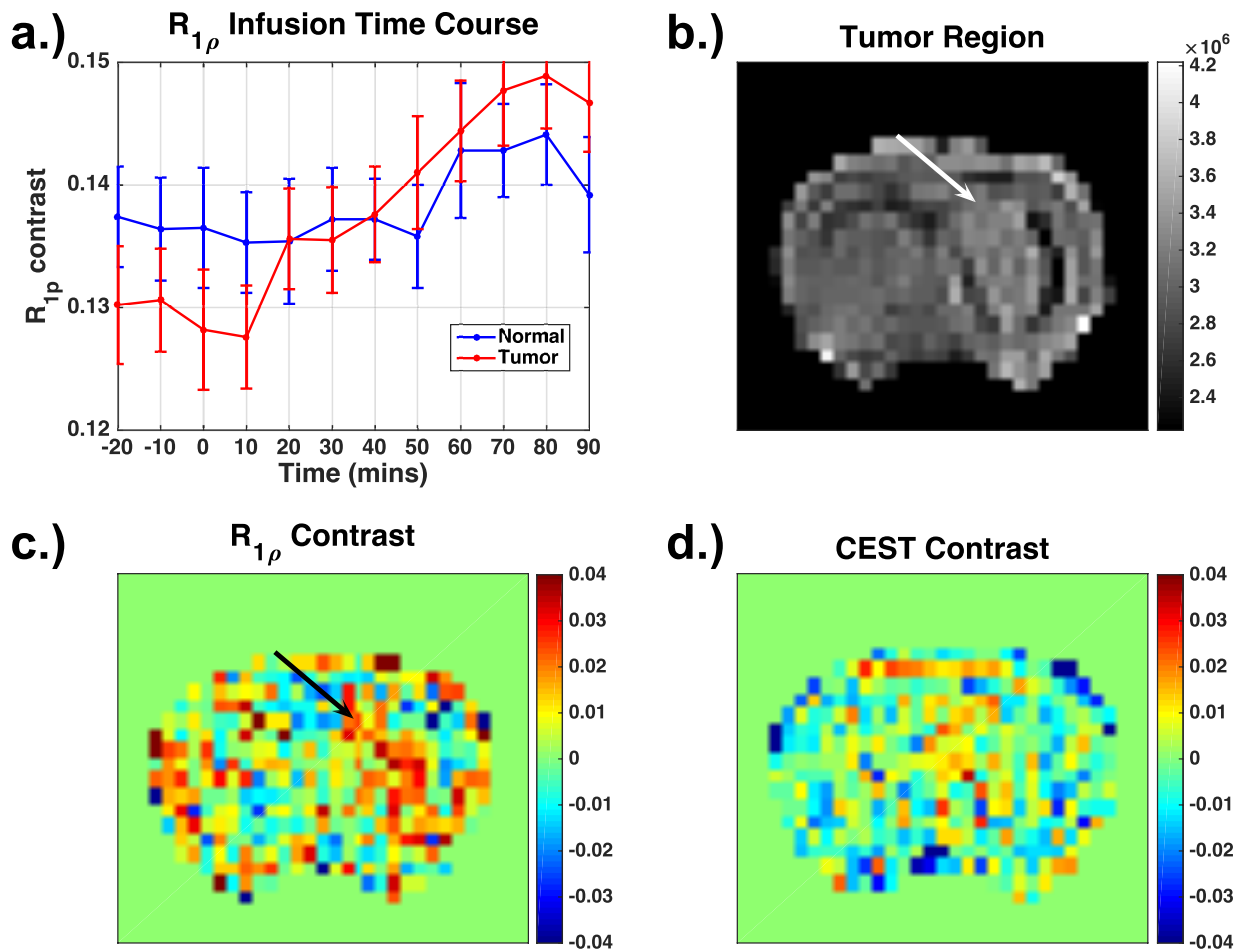 a.)
R1ρ Infusion Time Course
R1p contrast
0.15
0.14
0.13
0.12
Normal
Tumor
-20 -10 0 10 20 30 40 50 60 70 80 90
Time (mins)
b.)
Tumor Region
×10^6
4.2
4
3.8
3.6
3.4
3.2
3
2.8
2.6
2.4
c.)
R1ρ Contrast
0.04
0.03
0.02
0.01
0
-0.01
-0.02
-0.03
-0.04
d.)
CEST Contrast
0.04
0.03
0.02
0.01
0
-0.01
-0.02
-0.03
-0.04